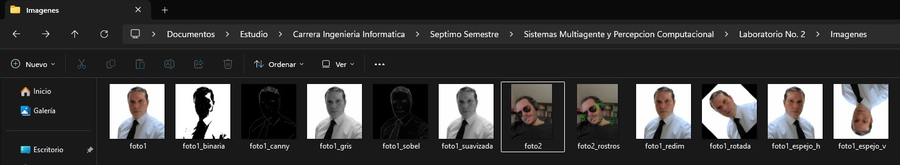 Imagenes
Documentos > Estudio > Carrera Ingenieria Informatica > Septimo Semestre > Sistemas Multiagente y Percepcion Computacional > Laboratorio No. 2 > Imagenes
Nuevo Ordenar Ver
Inicio
Galería
Escritorio
foto1 foto1_binaria foto1_canny foto1_gris foto1_sobel foto1_suavizada foto2 foto2_rostros foto1_redim foto1_rotada foto1_espejo_h foto1_espejo_v